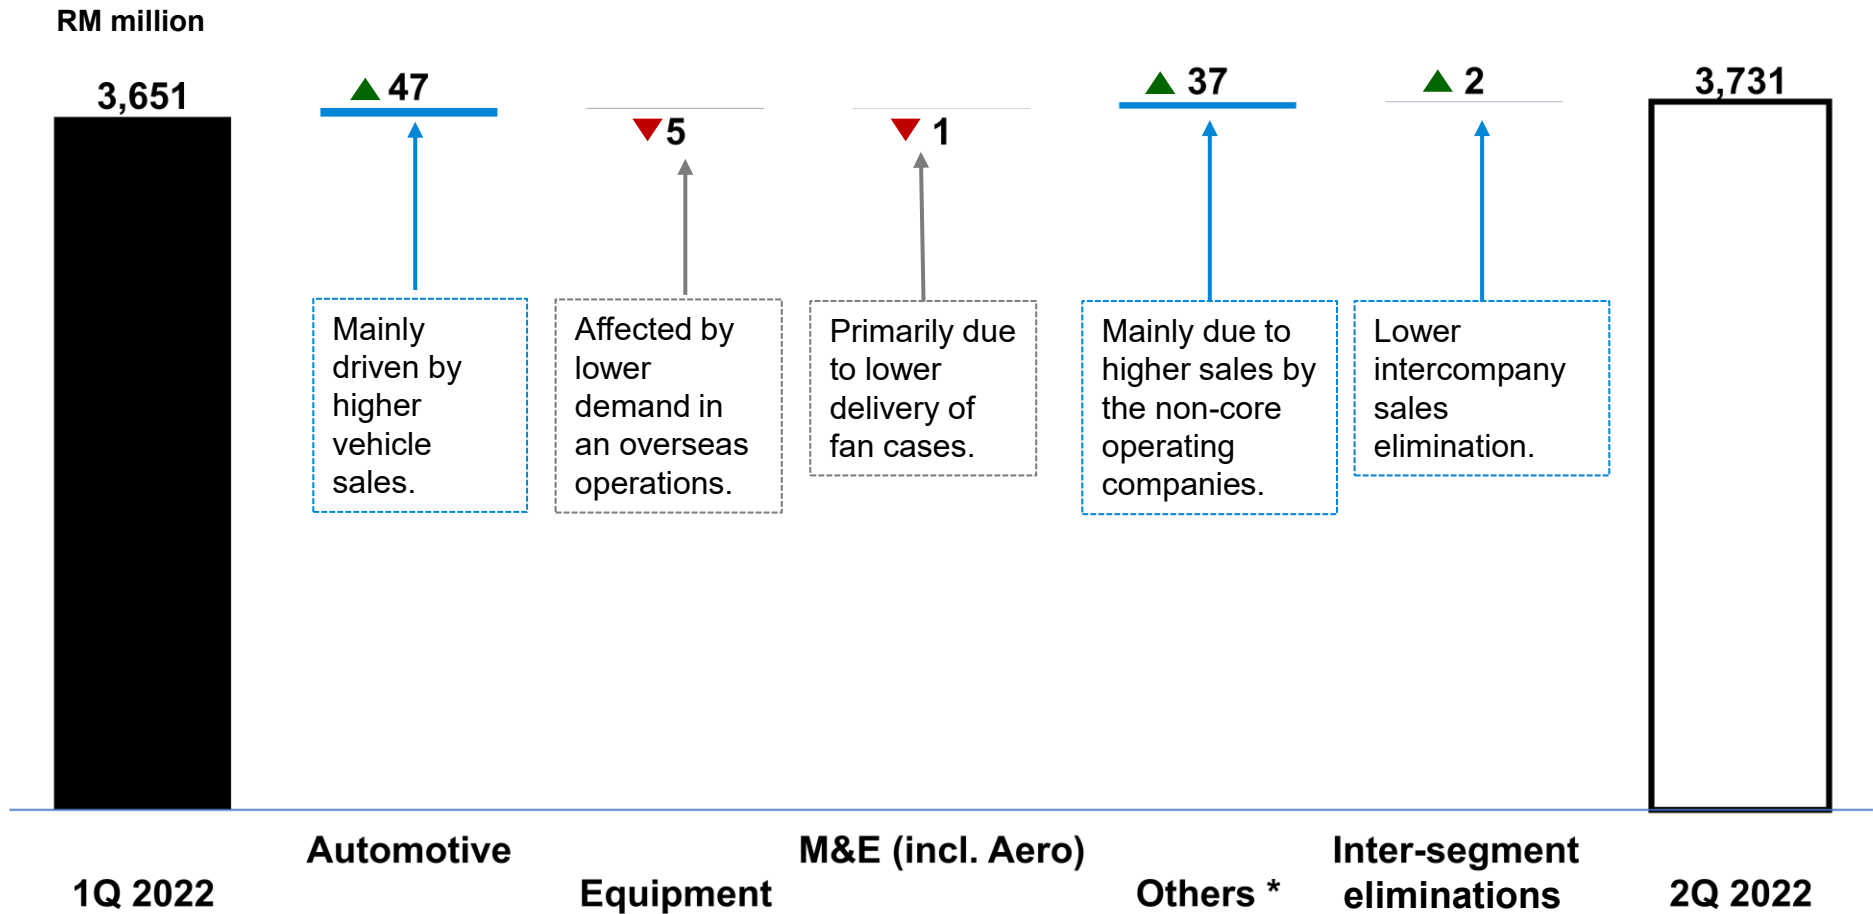 RM million
3,651
47
5
1
37
2
3,731
Mainly
driven by
higher
vehicle
sales.
Affected by
lower
demand in
an overseas
operations.
Primarily due
to lower
delivery of
fan cases.
Mainly due to
higher sales by
the non-core
operating
companies.
Lower
intercompany
sales
elimination.
1Q 2022
Automotive
Equipment
M&E (incl. Aero)
Others *
Inter-segment
eliminations
2Q 2022